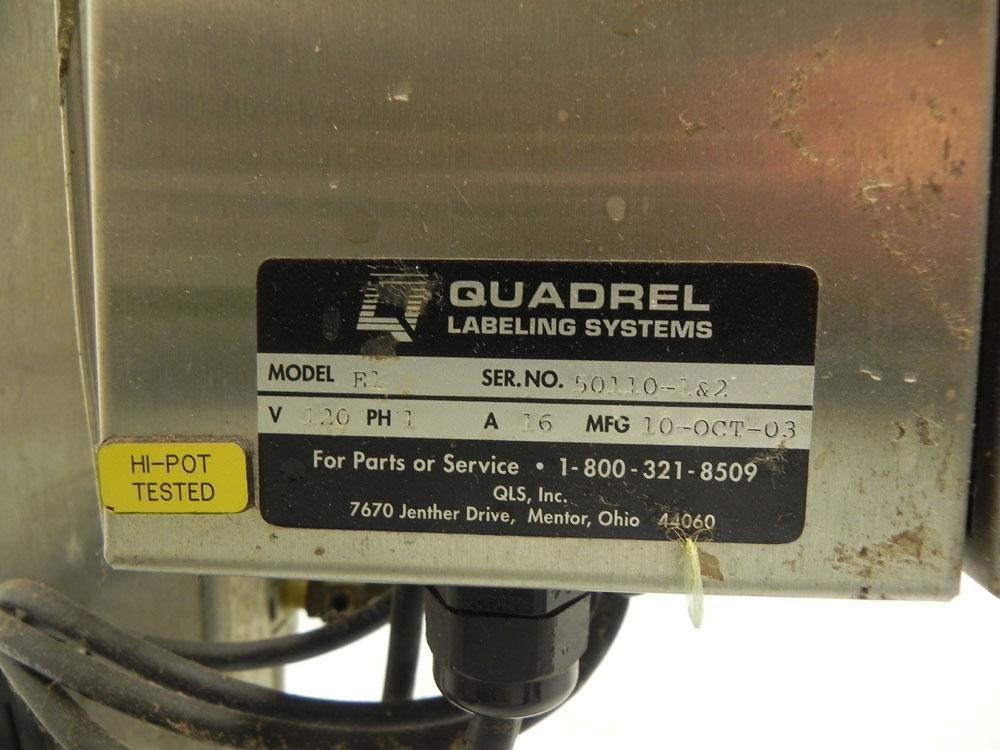 QUADREL
LABELING SYSTEMS
MODEL SER.NO. 50110-1&2
V 120 PH 1 A 16 MFG 10-OCT-03
For Parts or Service • 1-800-321-8509
QLS, Inc.
7670 Jenther Drive, Mentor, Ohio 44060
HI-POT
TESTED